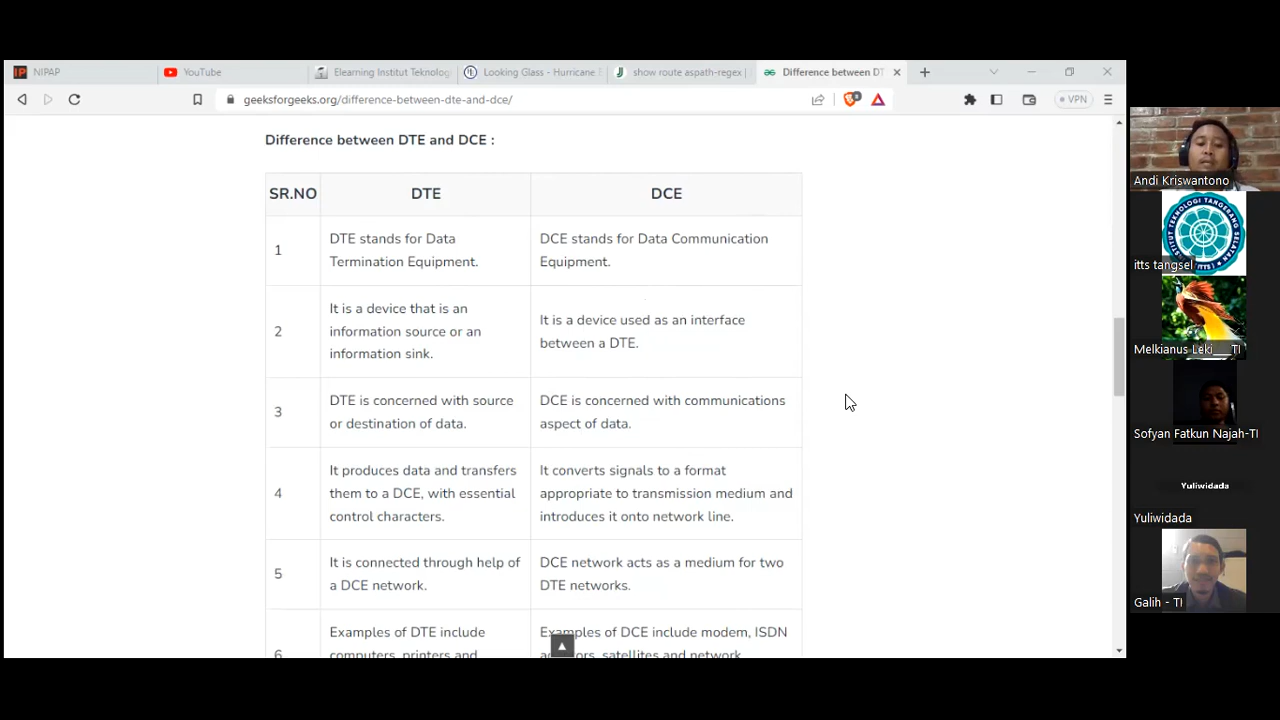 NIPAP
YouTube
Elearning Institut Teknolog
Looking Glass - Hurricane E
show route aspath-regex
Difference between DT
geeksforgeeks.org/difference-between-dte-and-dce/
VPN
Difference between DTE and DCE :
SR.NO DTE DCE
1
DTE stands for Data
Termination Equipment.
DCE stands for Data Communication
Equipment.
2
It is a device that is an
information source or an
information sink.
It is a device used as an interface
between a DTE.
3
DTE is concerned with source
or destination of data.
DCE is concerned with communications
aspect of data.
4
It produces data and transfers
them to a DCE, with essential
control characters.
It converts signals to a format
appropriate to transmission medium and
introduces it onto network line.
5
It is connected through help of
a DCE network.
DCE network acts as a medium for two
DTE networks.
6
Examples of DTE include
computers, printers and
Examples of DCE include modem, ISDN
satellites and network
Andi Kriswantono
itts tangsel
Melkianus Leki___TI
Sofyan Fatkun Najah-TI
Yuliwidada
Yuliwidada
Galih - TI